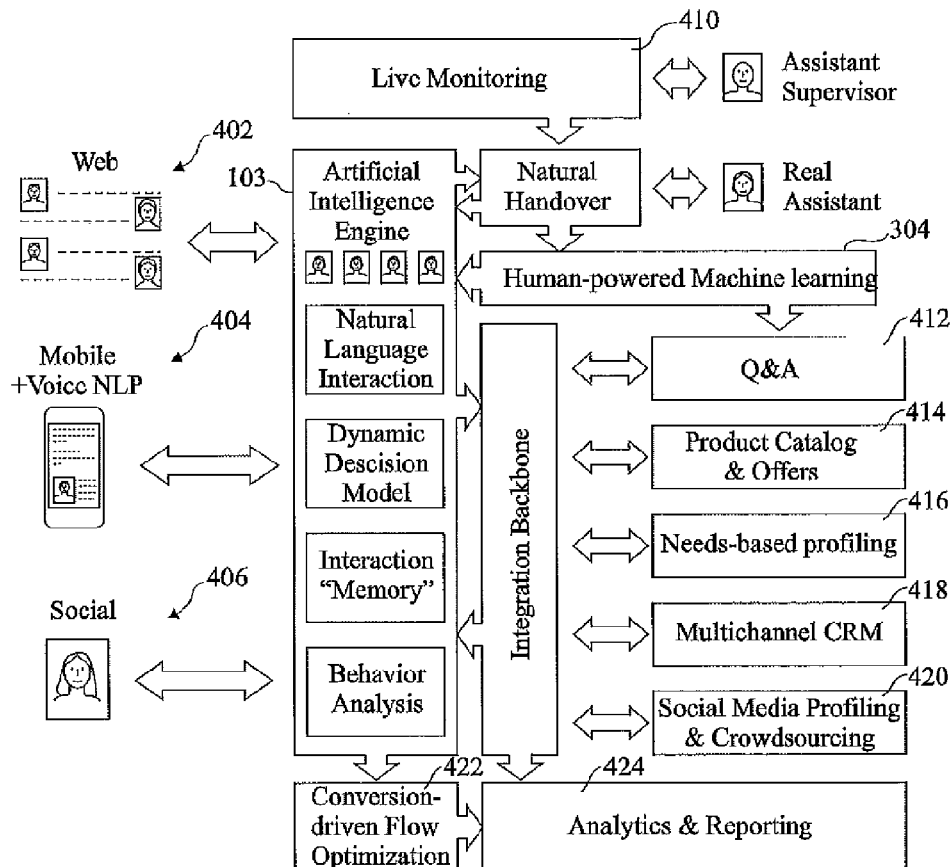 410
Live Monitoring
Assistant
Supervisor
402
Web
103
Artificial
Intelligence
Engine
Natural
Handover
Real
Assistant
304
Human-powered Machine learning
404
Mobile
+Voice NLP
Natural
Language
Interaction
412
Q&A
Dynamic
Descision
Model
414
Product Catalog
& Offers
Integration Backbone
416
Needs-based profiling
Interaction
“Memory”
406
Social
418
Multichannel CRM
Behavior
Analysis
420
Social Media Profiling
& Crowdsourcing
422
Conversion-
driven Flow
Optimization
424
Analytics & Reporting